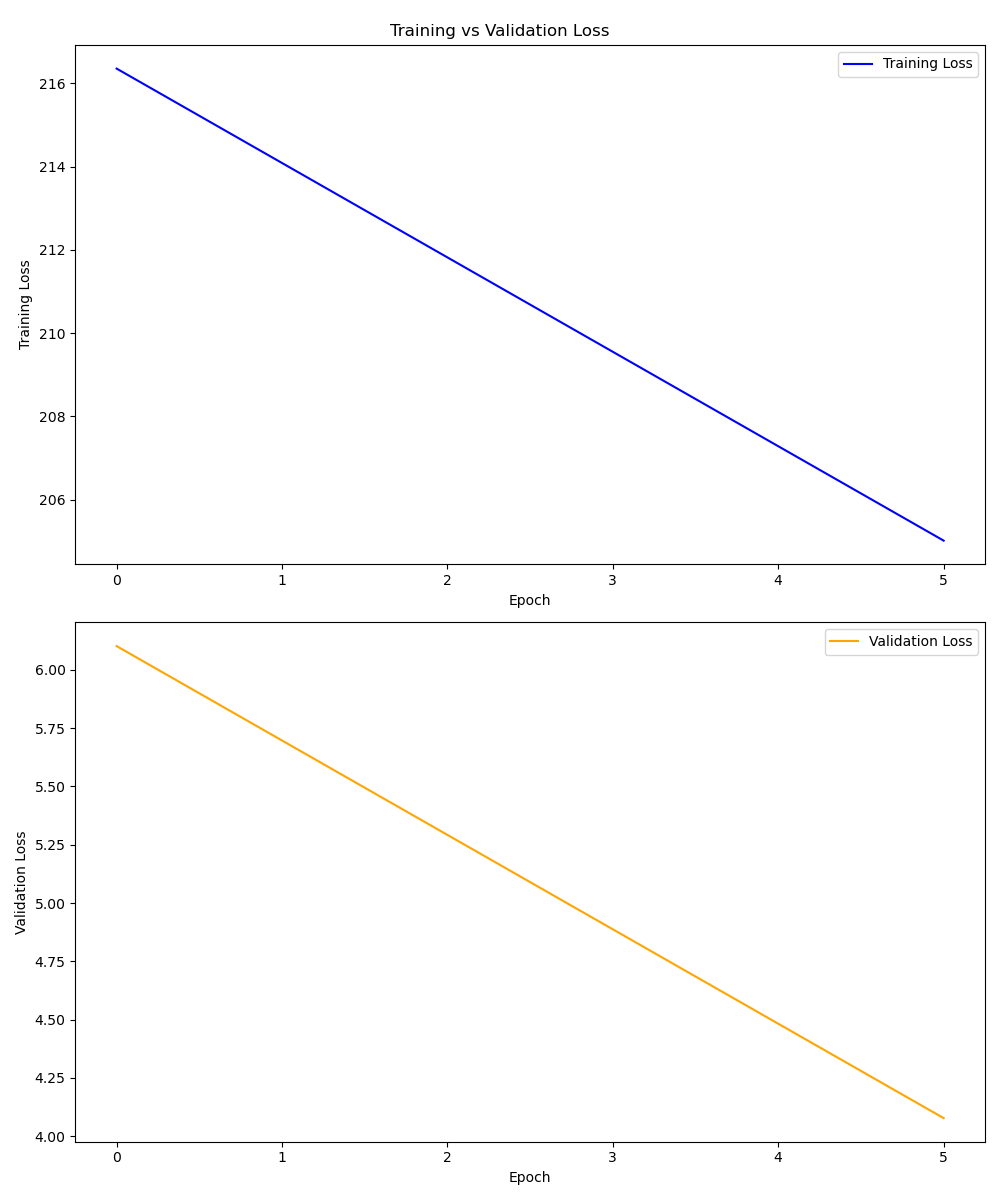 Training vs Validation Loss
Training Loss
216
214
212
210
208
206
Training Loss
0 1 2 3 4 5
Epoch
Validation Loss
6.00
5.75
5.50
5.25
5.00
4.75
4.50
4.25
4.00
Validation Loss
0 1 2 3 4 5
Epoch